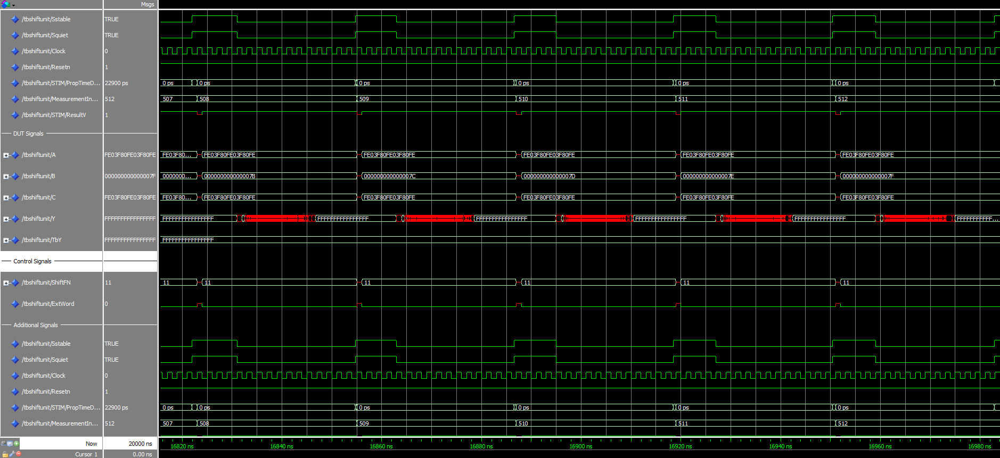 Msgs
/tbshiftunit/Sstable TRUE
/tbshiftunit/Squiet TRUE
/tbshiftunit/Clock 0
/tbshiftunit/Resetn 1
/tbshiftunit/STIM/PropTimeD... 22900 ps 0 ps 0 ps 0 ps 0 ps 0 ps 0 ps
/tbshiftunit/MeasurementIn... 512 507 508 509 510 511 512
/tbshiftunit/STIM/ResultV 1
DUT Signals
/tbshiftunit/A FE03F80FE03F80FE FE03F80... FE03F80FE03F80FE FE03F80FE03F80FE FE03F80FE03F80FE FE03F80FE03F80FE FE03F80FE03F80FE
/tbshiftunit/B 000000000000007F 0000000... 000000000000007B 000000000000007C 000000000000007D 000000000000007E 000000000000007F
/tbshiftunit/C FE03F80FE03F80FE FE03F80... FE03F80FE03F80FE FE03F80FE03F80FE FE03F80FE03F80FE FE03F80FE03F80FE FE03F80FE03F80FE
/tbshiftunit/Y FFFFFFFFFFFFFFFF FFFFFFFFFFFFFFFF FFFFFFFFFFFFFFFF FFFFFFFFFFFFFFFF FFFFFFFFFFFFFFFF FFFFFFFFFFFFFFFF FFFFFFFFFFF...
/tbshiftunit/TbY FFFFFFFFFFFFFFFF FFFFFFFFFFFFFFFF
Control Signals
/tbshiftunit/ShiftFN 11 11 11 11 11 11 11
/tbshiftunit/ExtWord 0
Additional Signals
/tbshiftunit/Sstable TRUE
/tbshiftunit/Squiet TRUE
/tbshiftunit/Clock 0
/tbshiftunit/Resetn 1
/tbshiftunit/STIM/PropTimeD... 22900 ps 0 ps 0 ps 0 ps 0 ps 0 ps 0 ps
/tbshiftunit/MeasurementIn... 512 507 508 509 510 511 512
Now 20000 ns 16820 ns 16840 ns 16860 ns 16880 ns 16900 ns 16920 ns 16940 ns 16960 ns 16980 ns
Cursor 1 0.00 ns